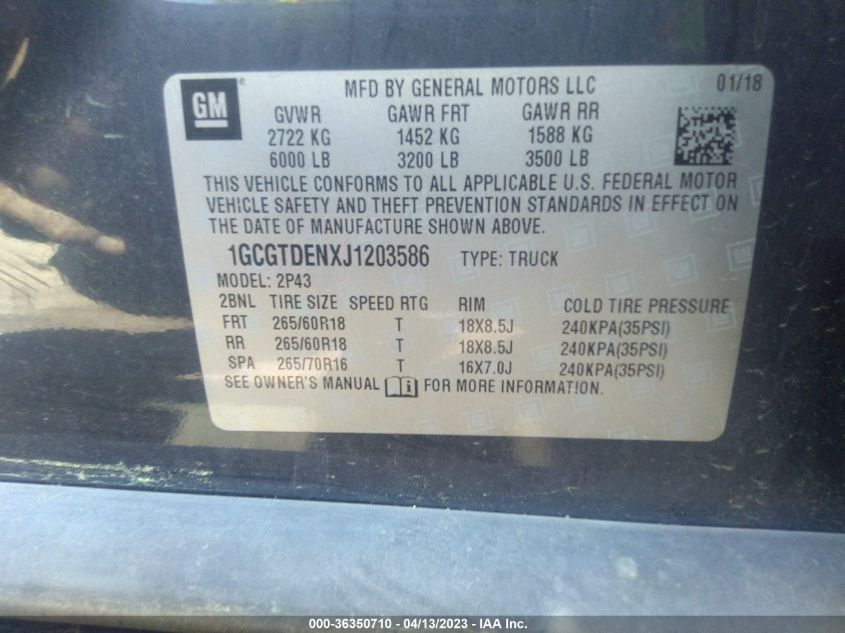 GM ® MFD BY GENERAL MOTORS LLC 01/18
GVWR GAWR FRT GAWR RR
2722 KG 1452 KG 1588 KG
6000 LB 3200 LB 3500 LB
THIS VEHICLE CONFORMS TO ALL APPLICABLE U.S. FEDERAL MOTOR
VEHICLE SAFETY AND THEFT PREVENTION STANDARDS IN EFFECT ON
THE DATE OF MANUFACTURE SHOWN ABOVE.
1GCGTDENXJ1203586 TYPE: TRUCK
MODEL: 2P43
2BNL TIRE SIZE SPEED RTG RIM COLD TIRE PRESSURE
FRT 265/60R18 T 18X8.5J 240KPA(35PSI)
RR 265/60R18 T 18X8.5J 240KPA(35PSI)
SPA 265/70R16 T 16X7.0J 240KPA(35PSI)
SEE OWNER'S MANUAL FOR MORE INFORMATION.
000-36350710 - 04/13/2023 - IAA Inc.